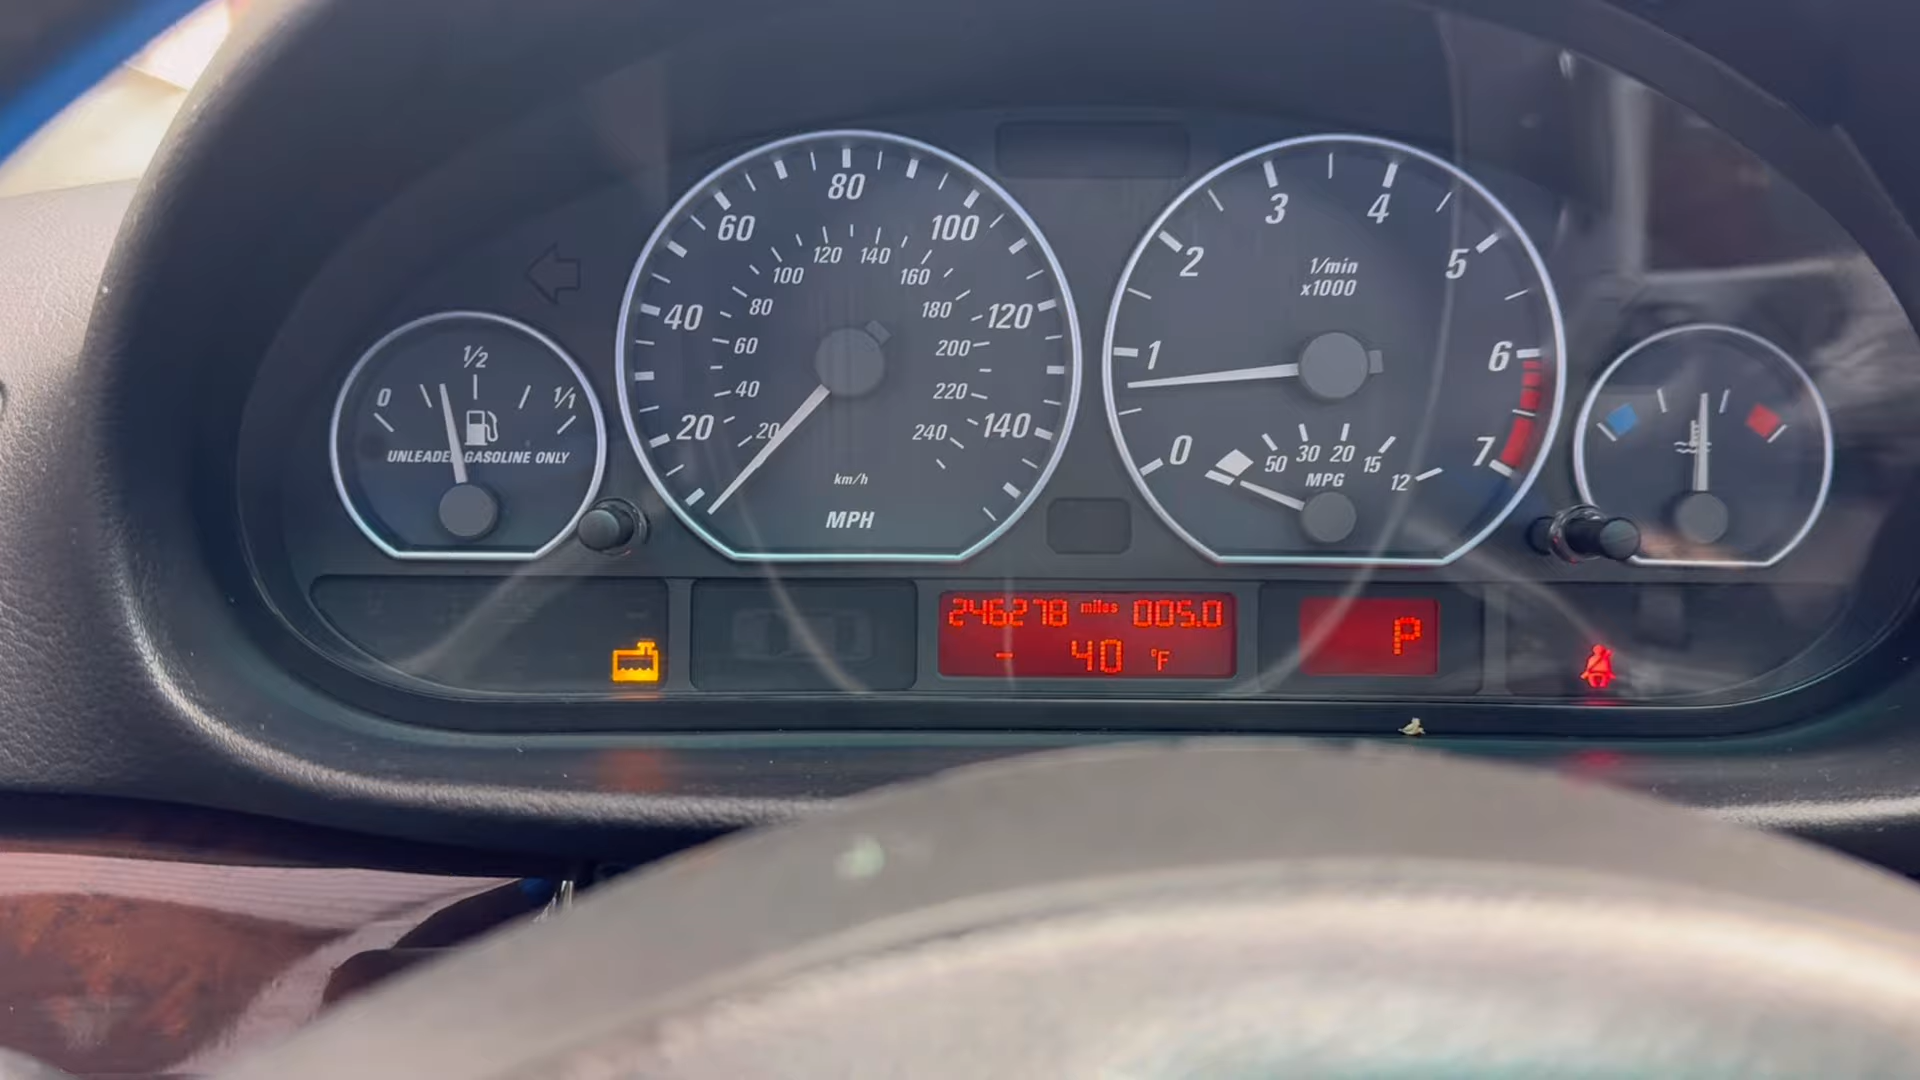 0 1/2 1/1
UNLEADED GASOLINE ONLY
20 40 60 80 100 120 140
20 40 60 80 100 120 140 160 180 200 220 240
km/h
MPH
0 1 2 3 4 5 6 7
1/min
x1000
50 30 20 15 12
MPG
246278 miles 005.0
- 40 °F
P